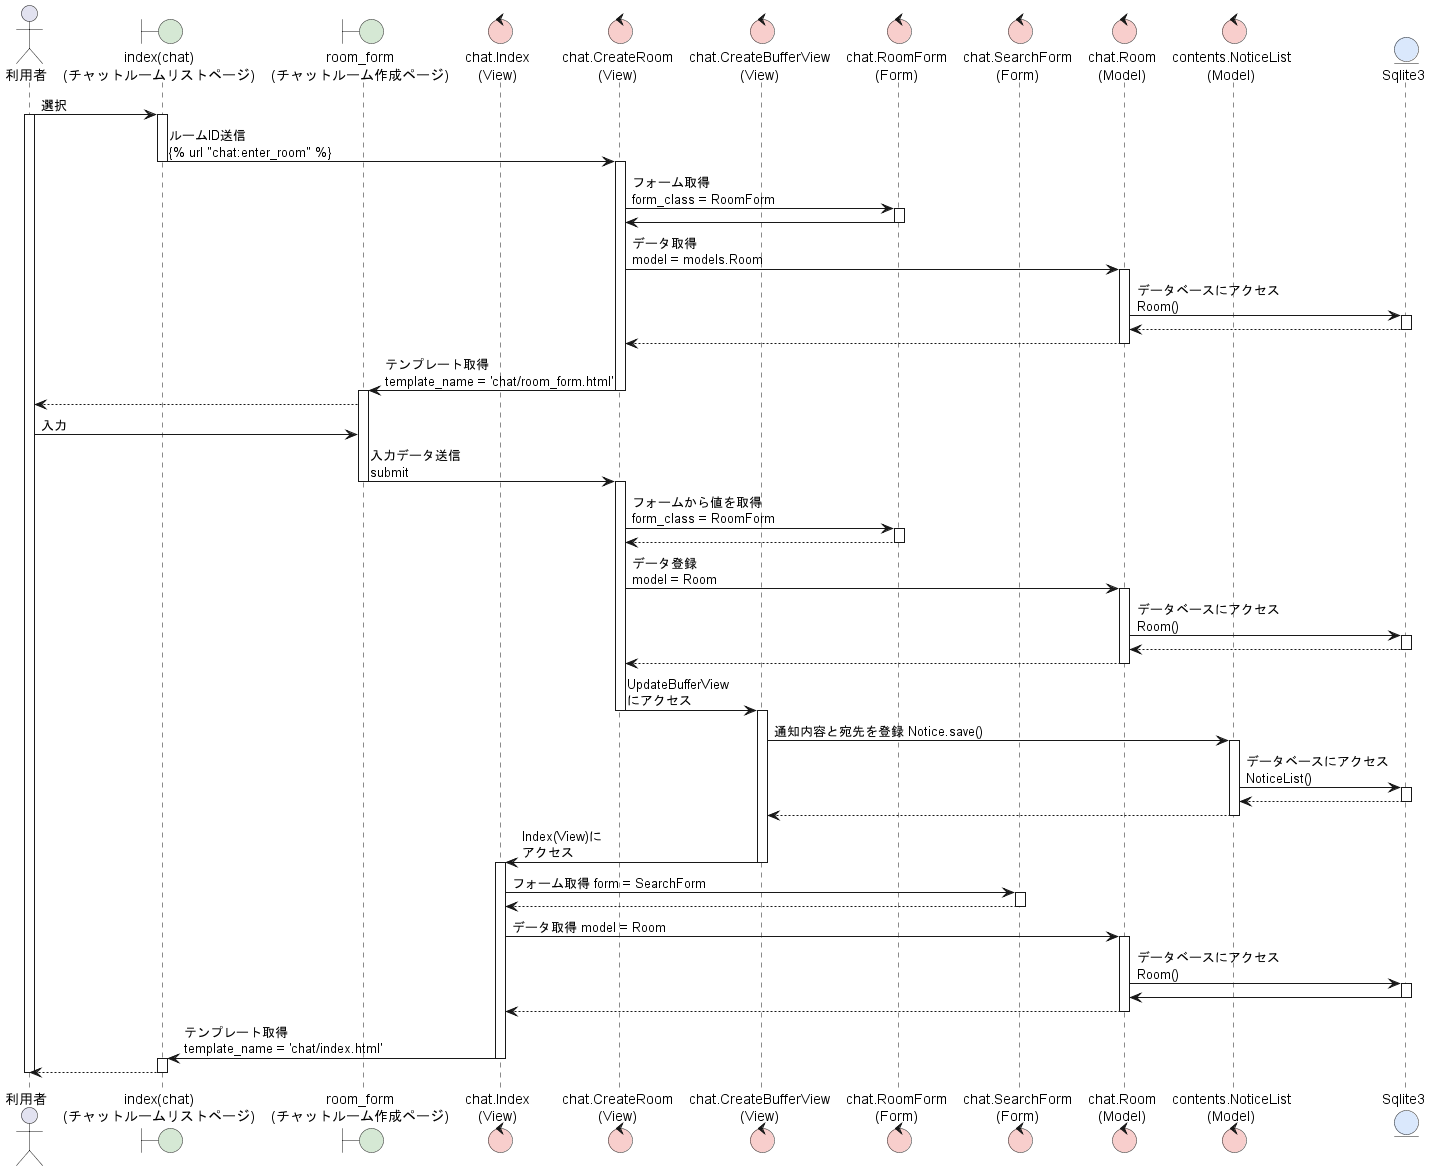 利用者
index(chat)
(チャットルームリストページ)
room_form
(チャットルーム作成ページ)
chat.Index
(View)
chat.CreateRoom
(View)
chat.CreateBufferView
(View)
chat.RoomForm
(Form)
chat.SearchForm
(Form)
chat.Room
(Model)
contents.NoticeList
(Model)
Sqlite3
選択
ルームID送信
{% url "chat:enter_room" %}
フォーム取得
form_class = RoomForm
データ取得
model = models.Room
データベースにアクセス
Room()
テンプレート取得
template_name = 'chat/room_form.html'
入力
入力データ送信
submit
フォームから値を取得
form_class = RoomForm
データ登録
model = Room
データベースにアクセス
Room()
UpdateBufferView
にアクセス
通知内容と宛先を登録 Notice.save()
データベースにアクセス
NoticeList()
Index(View)に
アクセス
フォーム取得 form = SearchForm
データ取得 model = Room
データベースにアクセス
Room()
テンプレート取得
template_name = 'chat/index.html'
利用者
index(chat)
(チャットルームリストページ)
room_form
(チャットルーム作成ページ)
chat.Index
(View)
chat.CreateRoom
(View)
chat.CreateBufferView
(View)
chat.RoomForm
(Form)
chat.SearchForm
(Form)
chat.Room
(Model)
contents.NoticeList
(Model)
Sqlite3